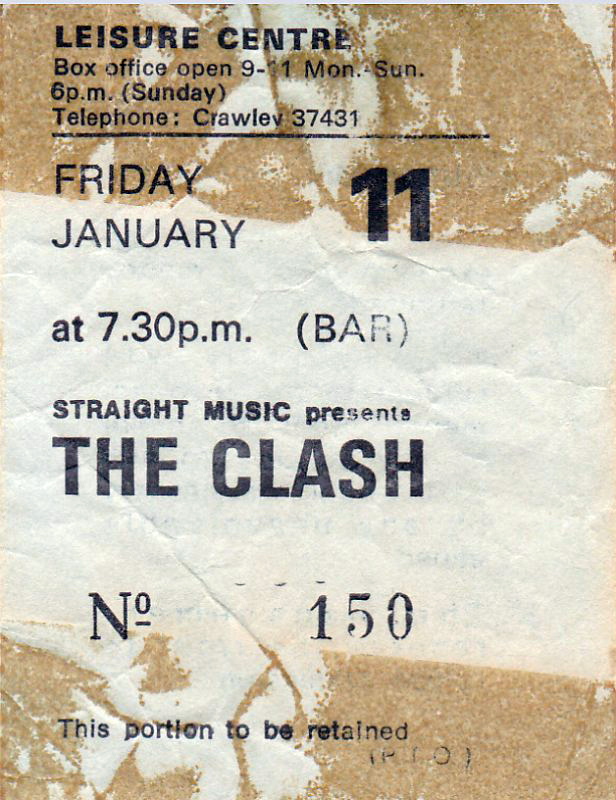 LEISURE CENTRE
Box office open 9-11 Mon.-Sun.
6p.m. (Sunday)
Telephone: Crawley 37431
FRIDAY 11
JANUARY
at 7.30p.m. (BAR)
STRAIGHT MUSIC presents
THE CLASH
Nº 150
This portion to be retained
(P.T.O.)